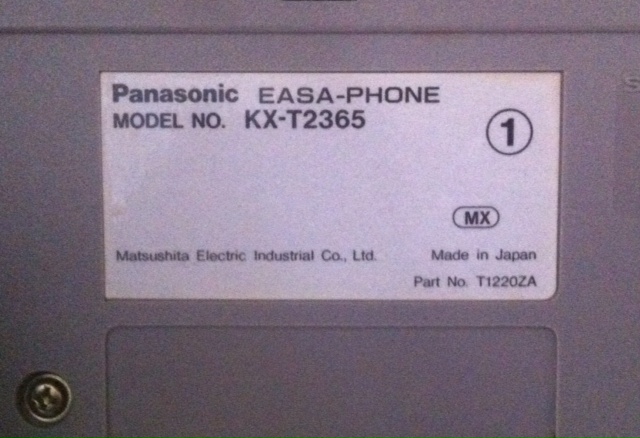 Panasonic EASA-PHONE
MODEL NO. KX-T2365
1
MX
Matsushita Electric Industrial Co., Ltd. Made in Japan
Part No. T1220ZA